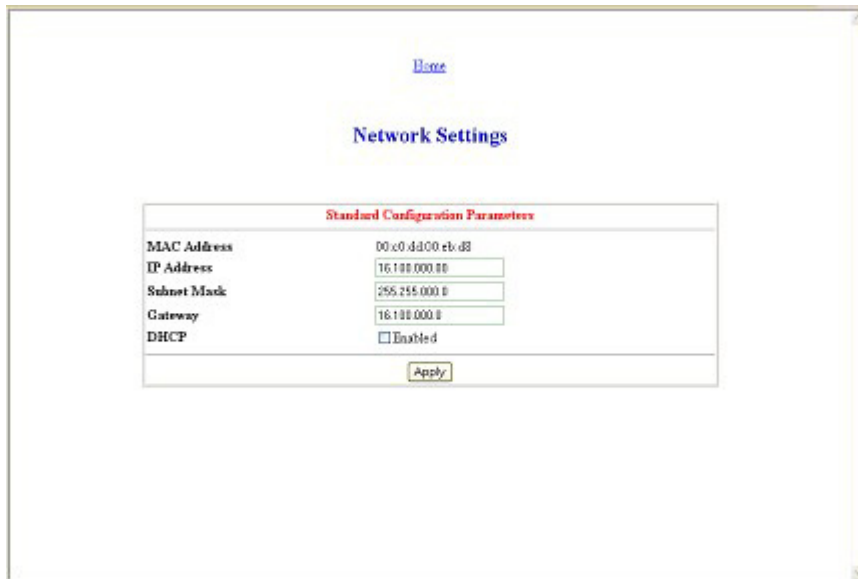 Home
Network Settings
Standard Configuration Parameters
MAC Address 00:c0:dd:00:eb:d8
IP Address 16.100.000.00
Subnet Mask 255.255.000.0
Gateway 16.100.000.0
DHCP Enabled
Apply